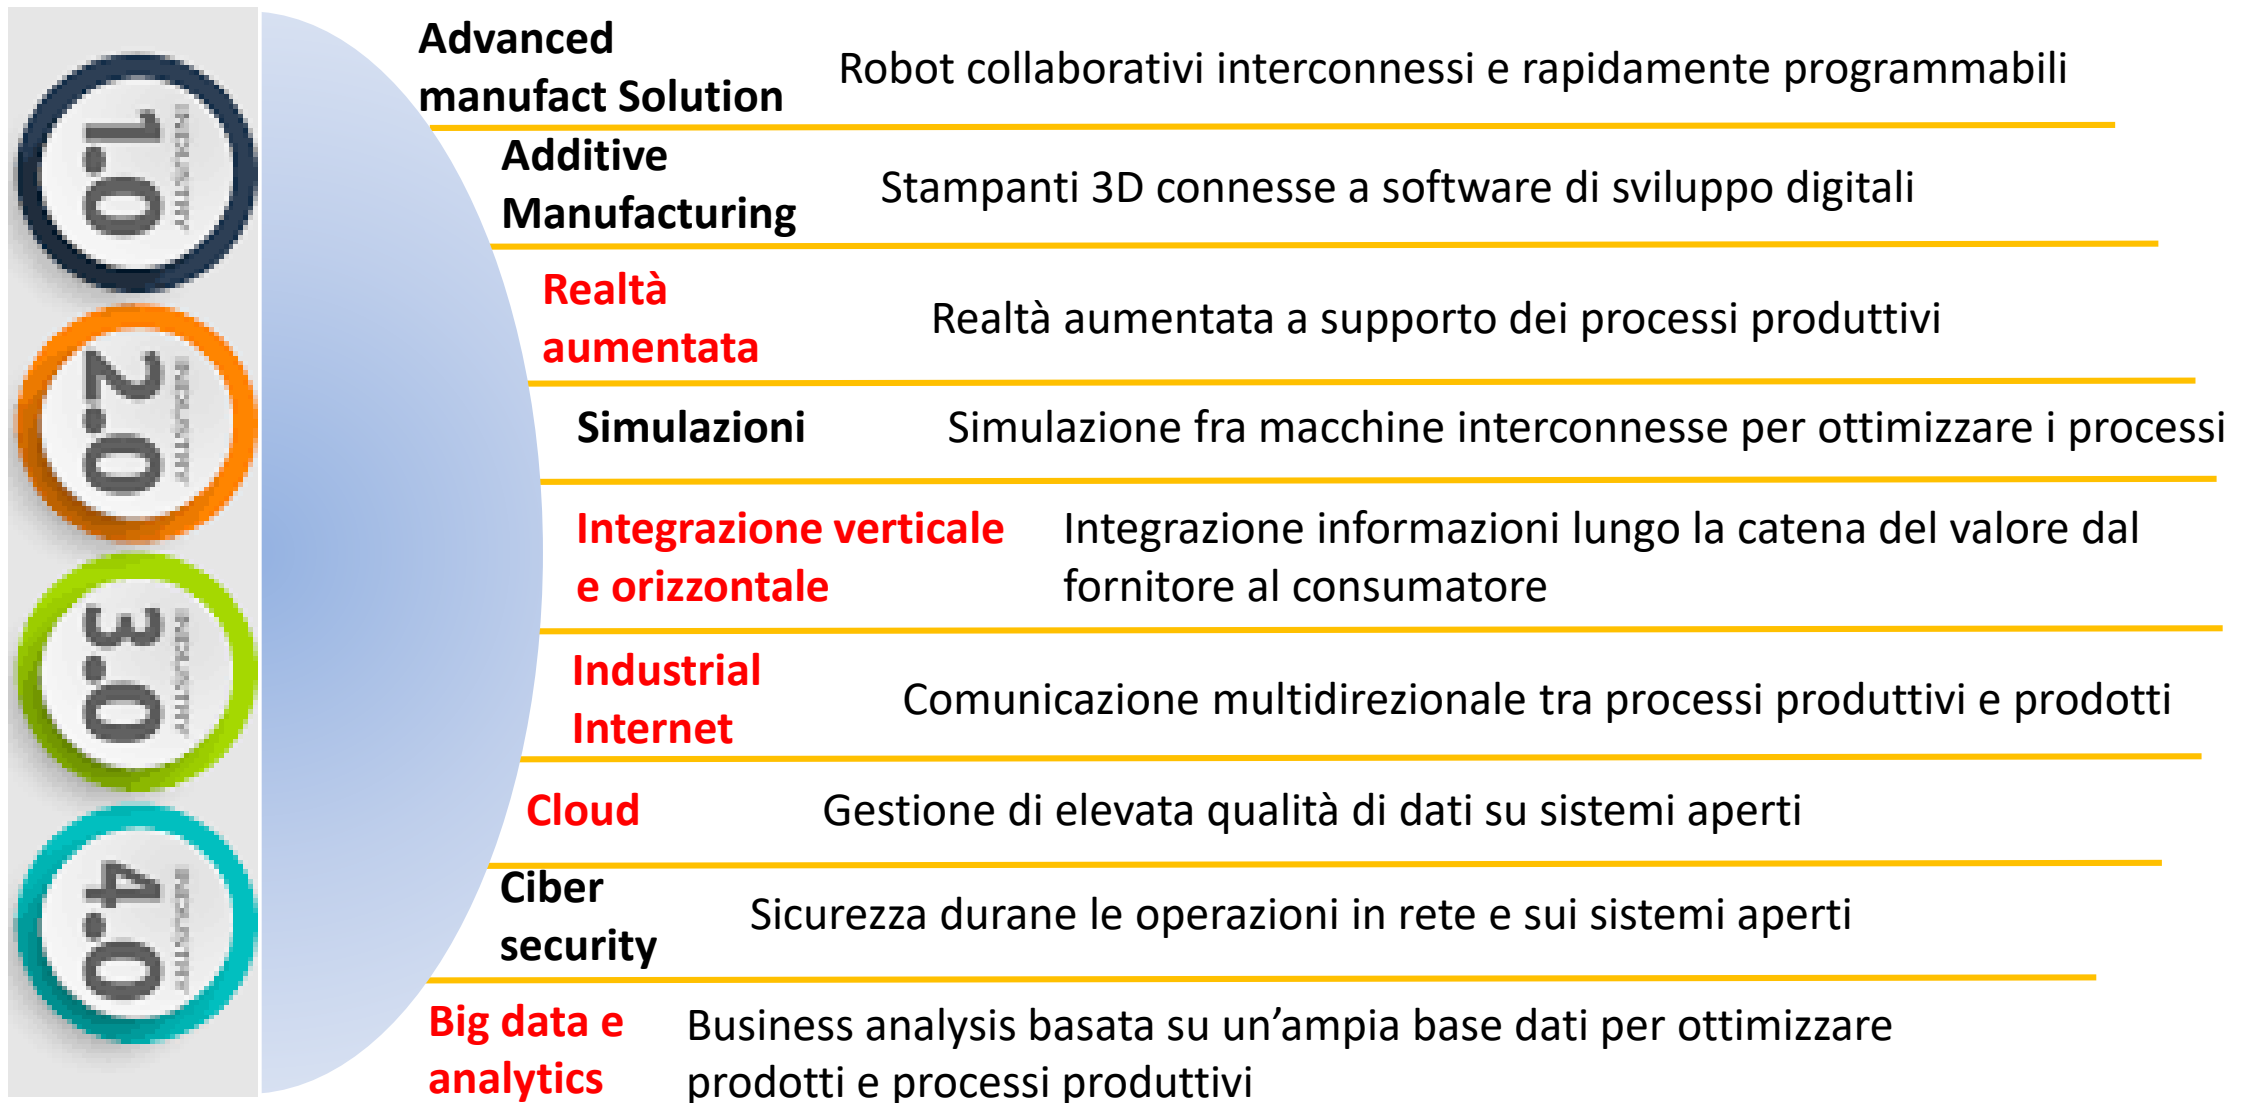 INDUSTRY
1.0
INDUSTRY
2.0
INDUSTRY
3.0
INDUSTRY
4.0
Advanced
manufact Solution
Robot collaborativi interconnessi e rapidamente programmabili
Additive
Manufacturing
Stampanti 3D connesse a software di sviluppo digitali
Realtà
aumentata
Realtà aumentata a supporto dei processi produttivi
Simulazioni
Simulazione fra macchine interconnesse per ottimizzare i processi
Integrazione verticale
e orizzontale
Integrazione informazioni lungo la catena del valore dal
fornitore al consumatore
Industrial
Internet
Comunicazione multidirezionale tra processi produttivi e prodotti
Cloud
Gestione di elevata qualità di dati su sistemi aperti
Ciber
security
Sicurezza durane le operazioni in rete e sui sistemi aperti
Big data e
analytics
Business analysis basata su un’ampia base dati per ottimizzare
prodotti e processi produttivi